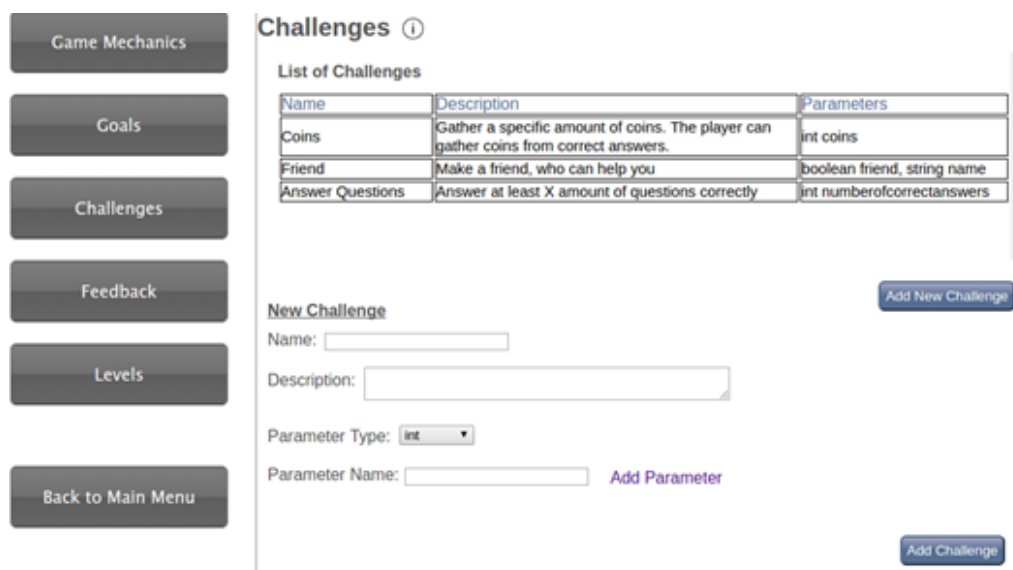 Game Mechanics
Goals
Challenges
Feedback
Levels
Back to Main Menu
Challenges i
List of Challenges
Name Description Parameters
Coins Gather a specific amount of coins. The player can gather coins from correct answers. int coins
Friend Make a friend, who can help you boolean friend, string name
Answer Questions Answer at least X amount of questions correctly int numberofcorrectanswers
Add New Challenge
New Challenge
Name:
Description:
Parameter Type: int
Parameter Name: Add Parameter
Add Challenge